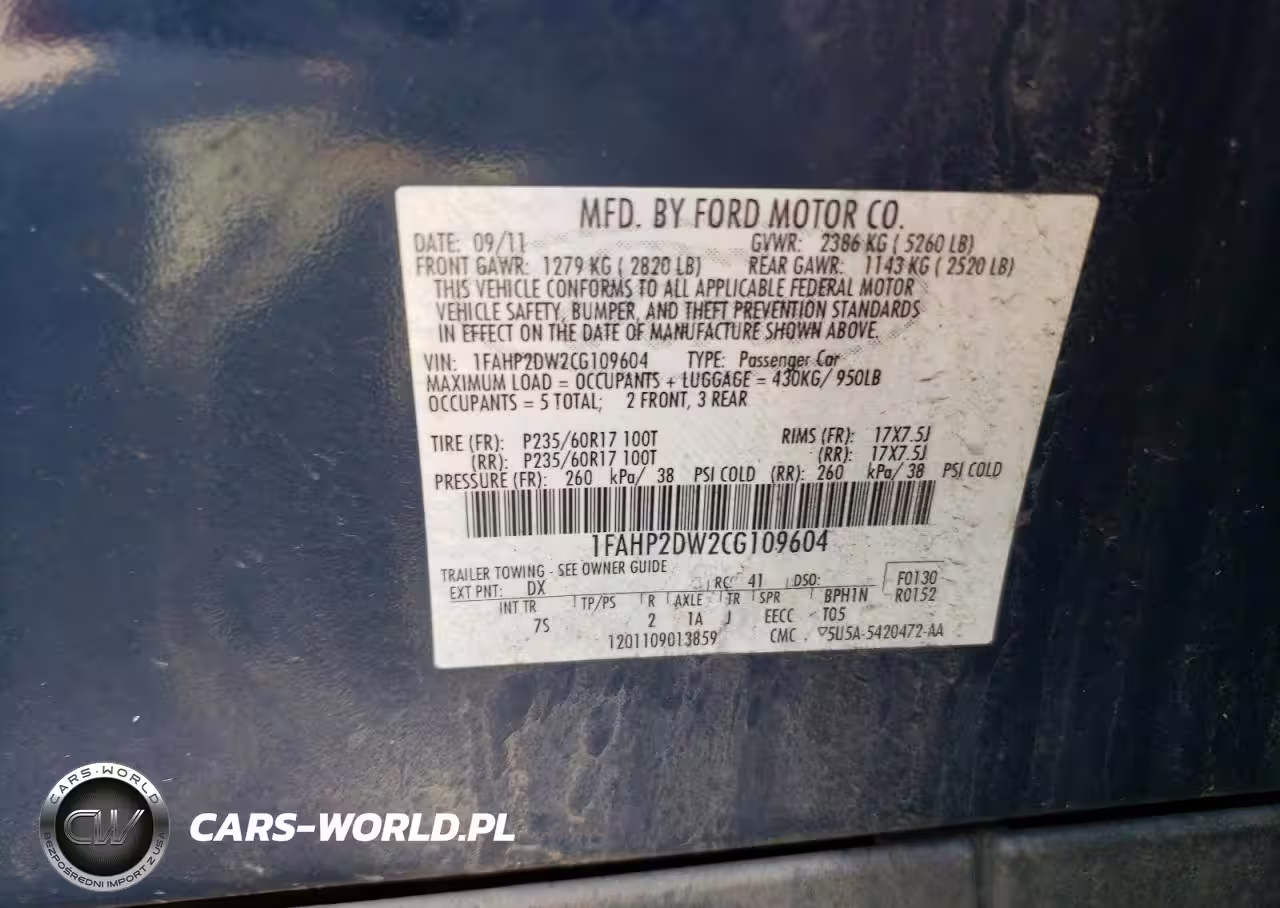 MFD. BY FORD MOTOR CO.
DATE: 09/11 GVWR: 2386 KG ( 5260 LB)
FRONT GAWR: 1279 KG ( 2820 LB) REAR GAWR: 1143 KG ( 2520 LB)
THIS VEHICLE CONFORMS TO ALL APPLICABLE FEDERAL MOTOR
VEHICLE SAFETY, BUMPER, AND THEFT PREVENTION STANDARDS
IN EFFECT ON THE DATE OF MANUFACTURE SHOWN ABOVE.
VIN: 1FAHP2DW2CG109604 TYPE: Passenger Car
MAXIMUM LOAD = OCCUPANTS + LUGGAGE = 430KG/ 950LB
OCCUPANTS = 5 TOTAL; 2 FRONT, 3 REAR
TIRE (FR): P235/60R17 100T RIMS (FR): 17X7.5J
(RR): P235/60R17 100T (RR): 17X7.5J
PRESSURE (FR): 260 kPa/ 38 PSI COLD (RR): 260 kPa/ 38 PSI COLD
1FAHP2DW2CG109604
TRAILER TOWING - SEE OWNER GUIDE
EXT PNT: DX RC: 41 DSO: F0130
R0152
INT TR TP/PS R AXLE TR SPR BPH1N
7S 2 1A J EECC T05
1201109013859 CMC . 5U5A-5420472-AA
CARS-WORLD
CW
BEZPOŚREDNI IMPORT Z USA
CARS-WORLD.PL